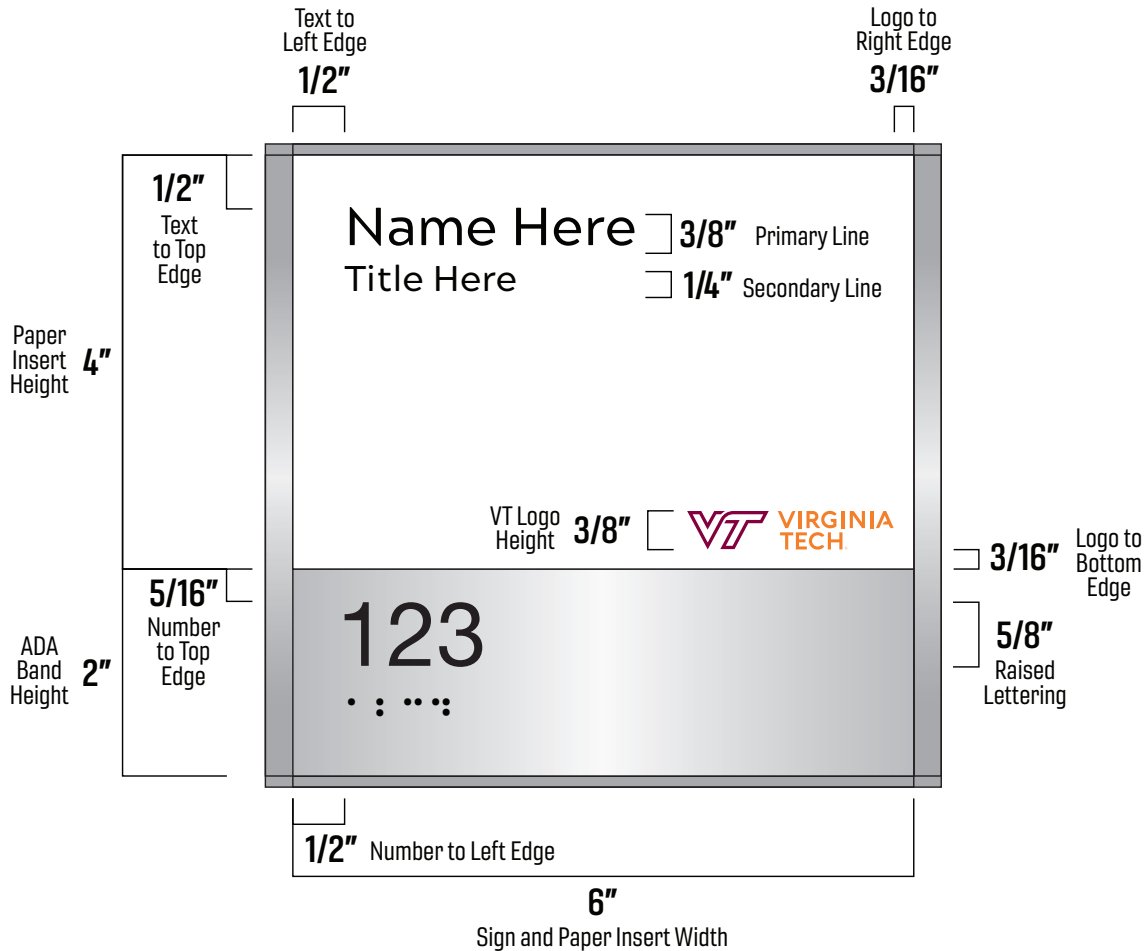 Text to
Left Edge
1/2″
Logo to
Right Edge
3/16″
1/2″
Text
to Top
Edge
Name Here
3/8″ Primary Line
Title Here
1/4″ Secondary Line
Paper
Insert
Height
4″
VT Logo
Height
3/8″
VT VIRGINIA
TECH
3/16″
Logo to
Bottom
Edge
5/16″
Number
to Top
Edge
123
5/8″
Raised
Lettering
ADA
Band
Height
2″
1/2″ Number to Left Edge
6″
Sign and Paper Insert Width